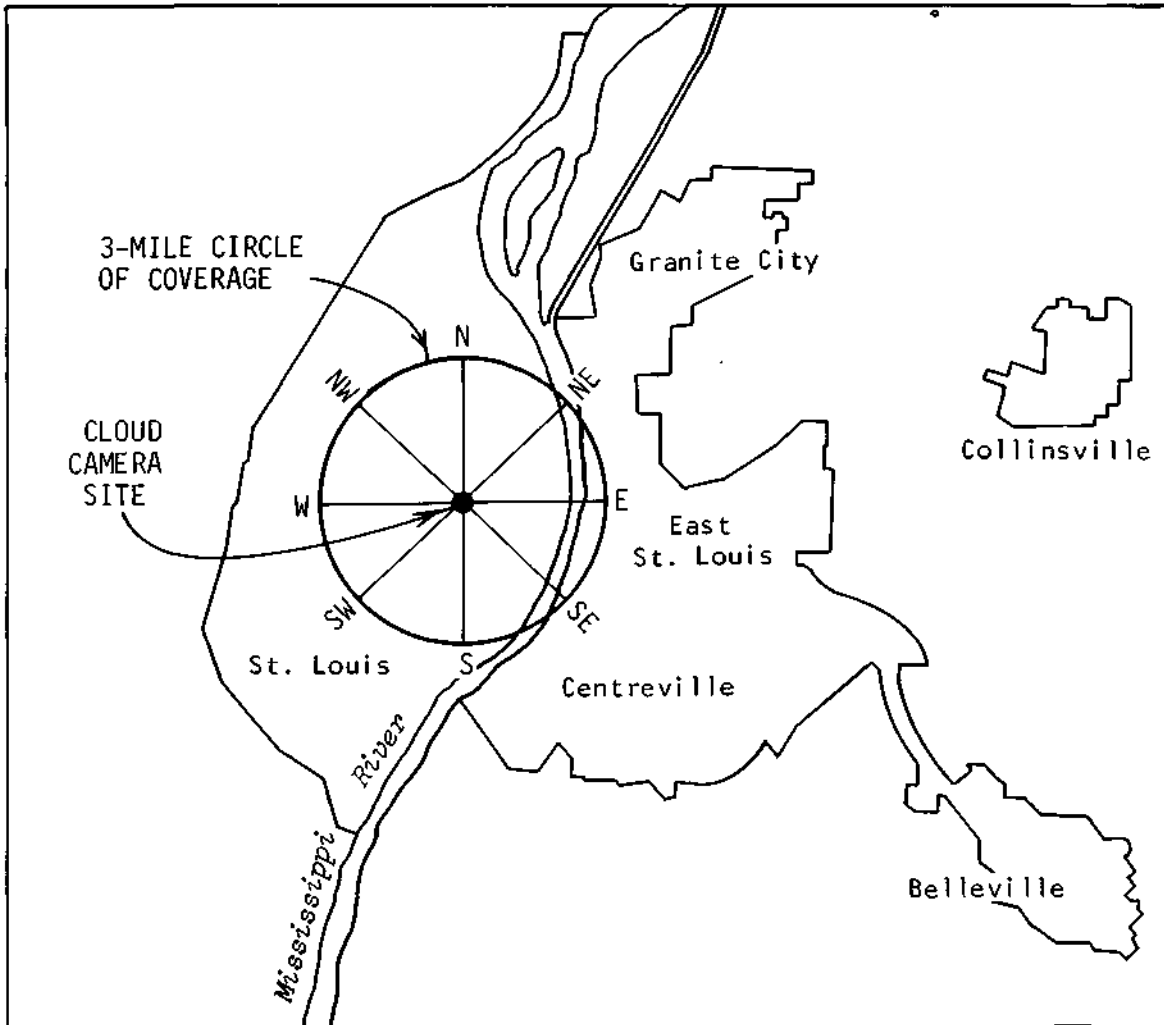 3-MILE CIRCLE
OF COVERAGE
Granite City
N
NW
NE
CLOUD
CAMERA
SITE
Collinsville
W
E
East
St. Louis
SW
SE
St. Louis
S
Centreville
River
Mississippi
Belleville